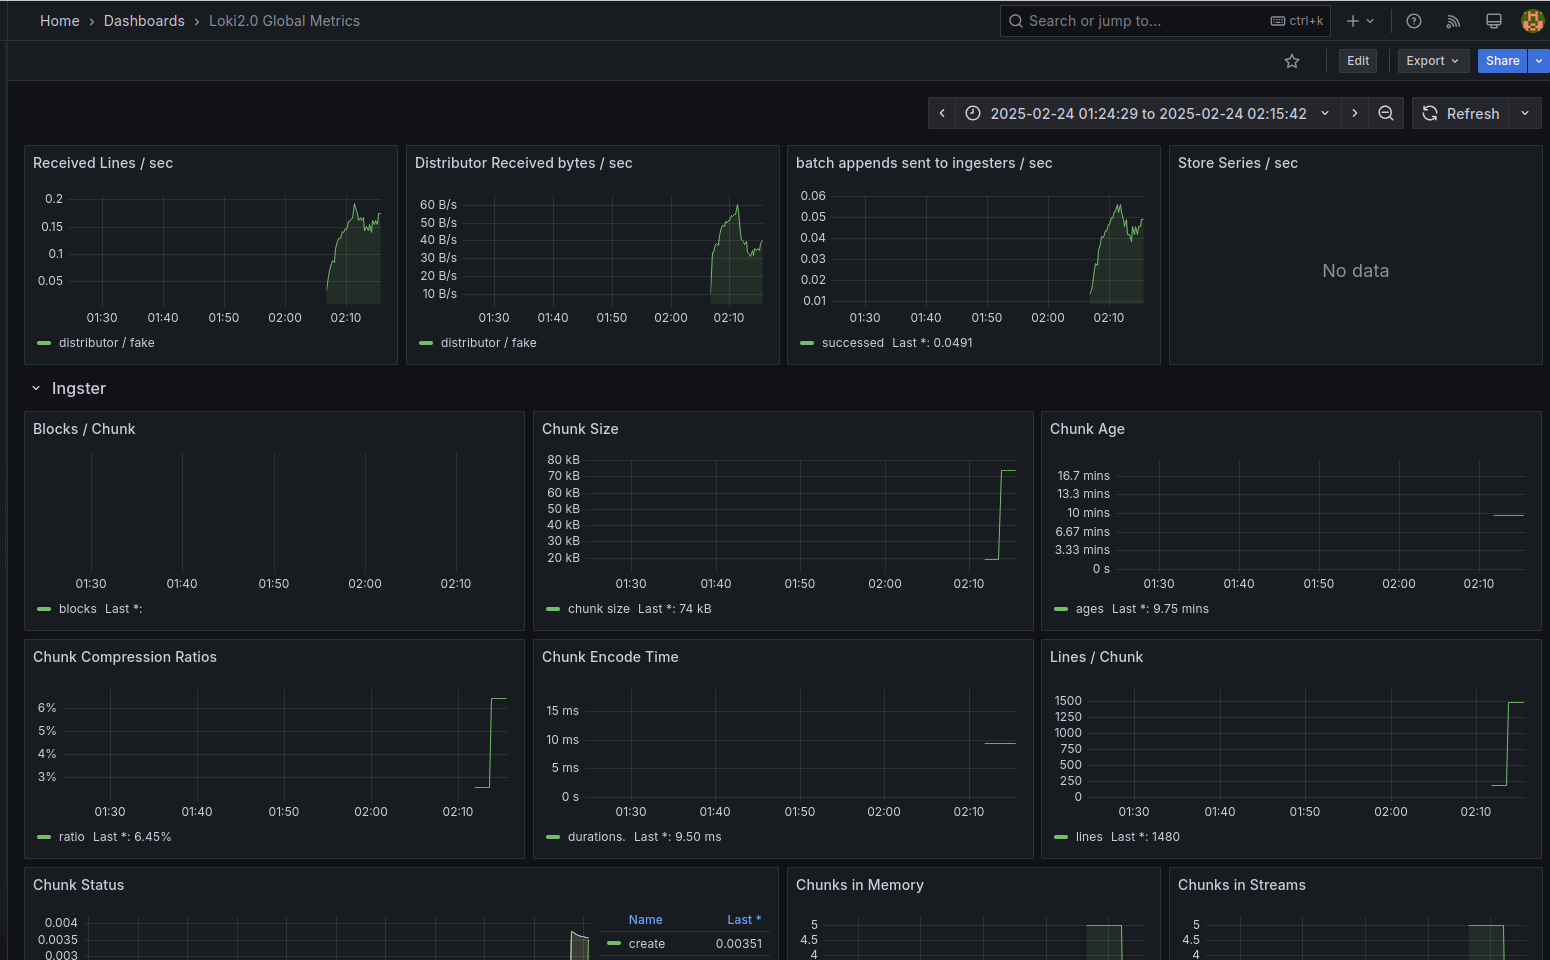 Home › Dashboards › Loki2.0 Global Metrics
Search or jump to... ctrl+k
Edit
Export
Share
2025-02-24 01:24:29 to 2025-02-24 02:15:42
Refresh
Received Lines / sec
0.2
0.15
0.1
0.05
01:30 01:40 01:50 02:00 02:10
distributor / fake
Distributor Received bytes / sec
60 B/s
50 B/s
40 B/s
30 B/s
20 B/s
10 B/s
01:30 01:40 01:50 02:00 02:10
distributor / fake
batch appends sent to ingesters / sec
0.06
0.05
0.04
0.03
0.02
0.01
01:30 01:40 01:50 02:00 02:10
successed Last *: 0.0491
Store Series / sec
No data
Ingster
Blocks / Chunk
01:30 01:40 01:50 02:00 02:10
blocks Last *:
Chunk Size
80 kB
70 kB
60 kB
50 kB
40 kB
30 kB
20 kB
01:30 01:40 01:50 02:00 02:10
chunk size Last *: 74 kB
Chunk Age
16.7 mins
13.3 mins
10 mins
6.67 mins
3.33 mins
0 s
01:30 01:40 01:50 02:00 02:10
ages Last *: 9.75 mins
Chunk Compression Ratios
6%
5%
4%
3%
01:30 01:40 01:50 02:00 02:10
ratio Last *: 6.45%
Chunk Encode Time
15 ms
10 ms
5 ms
0 s
01:30 01:40 01:50 02:00 02:10
durations. Last *: 9.50 ms
Lines / Chunk
1500
1250
1000
750
500
250
0
01:30 01:40 01:50 02:00 02:10
lines Last *: 1480
Chunk Status
0.004
0.0035
0.003
Name Last *
create 0.00351
Chunks in Memory
5
4.5
4
Chunks in Streams
5
4.5
4